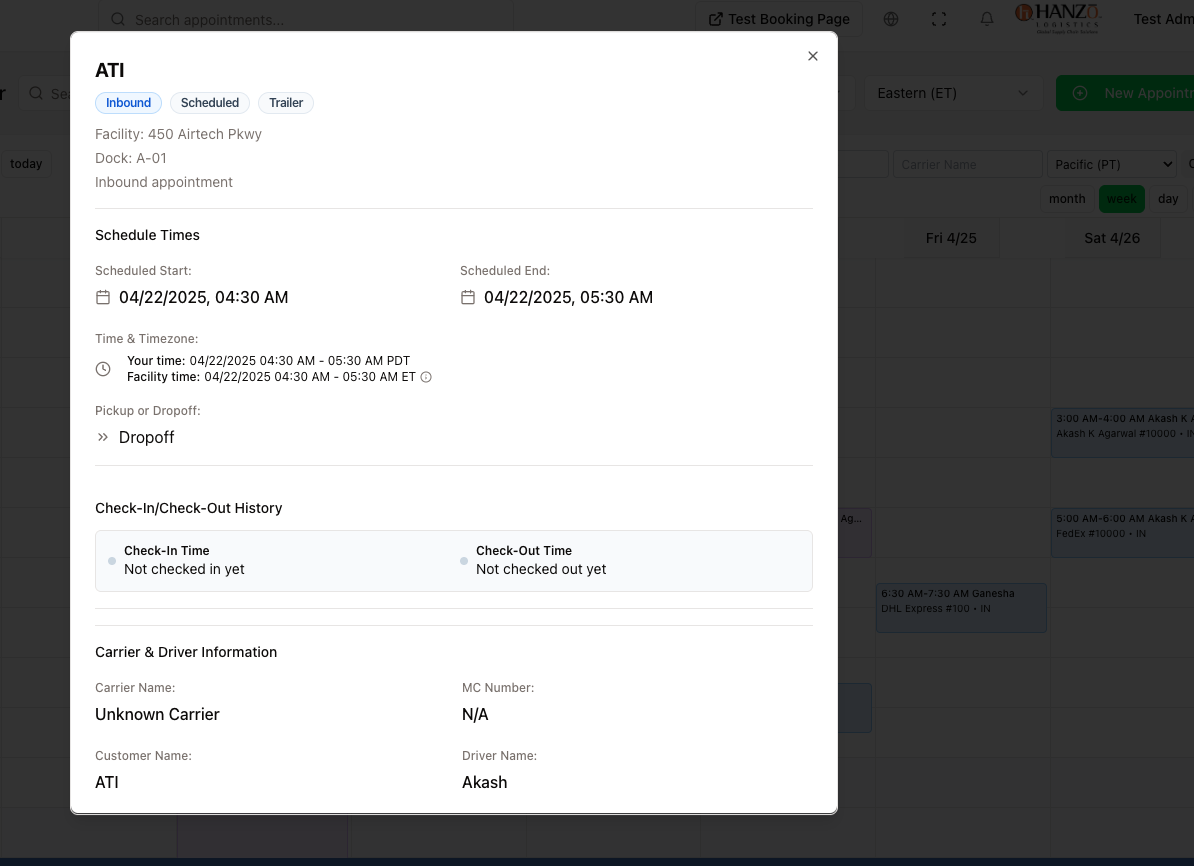 Search appointments...
Test Booking Page
HANZŌ
LOGISTICS
Test Adm
Eastern (ET)
New Appointm
today
Carrier Name
Pacific (PT)
month
week
day
Fri 4/25
Sat 4/26
3:00 AM-4:00 AM Akash K A
Akash K Agarwal #10000 • IN
Ag...
5:00 AM-6:00 AM Akash K A
FedEx #10000 • IN
6:30 AM-7:30 AM Ganesha
DHL Express #100 • IN
ATI
Inbound
Scheduled
Trailer
Facility: 450 Airtech Pkwy
Dock: A-01
Inbound appointment
Schedule Times
Scheduled Start:
Scheduled End:
04/22/2025, 04:30 AM
04/22/2025, 05:30 AM
Time & Timezone:
Your time: 04/22/2025 04:30 AM - 05:30 AM PDT
Facility time: 04/22/2025 04:30 AM - 05:30 AM ET
Pickup or Dropoff:
Dropoff
Check-In/Check-Out History
Check-In Time
Check-Out Time
Not checked in yet
Not checked out yet
Carrier & Driver Information
Carrier Name:
MC Number:
Unknown Carrier
N/A
Customer Name:
Driver Name:
ATI
Akash